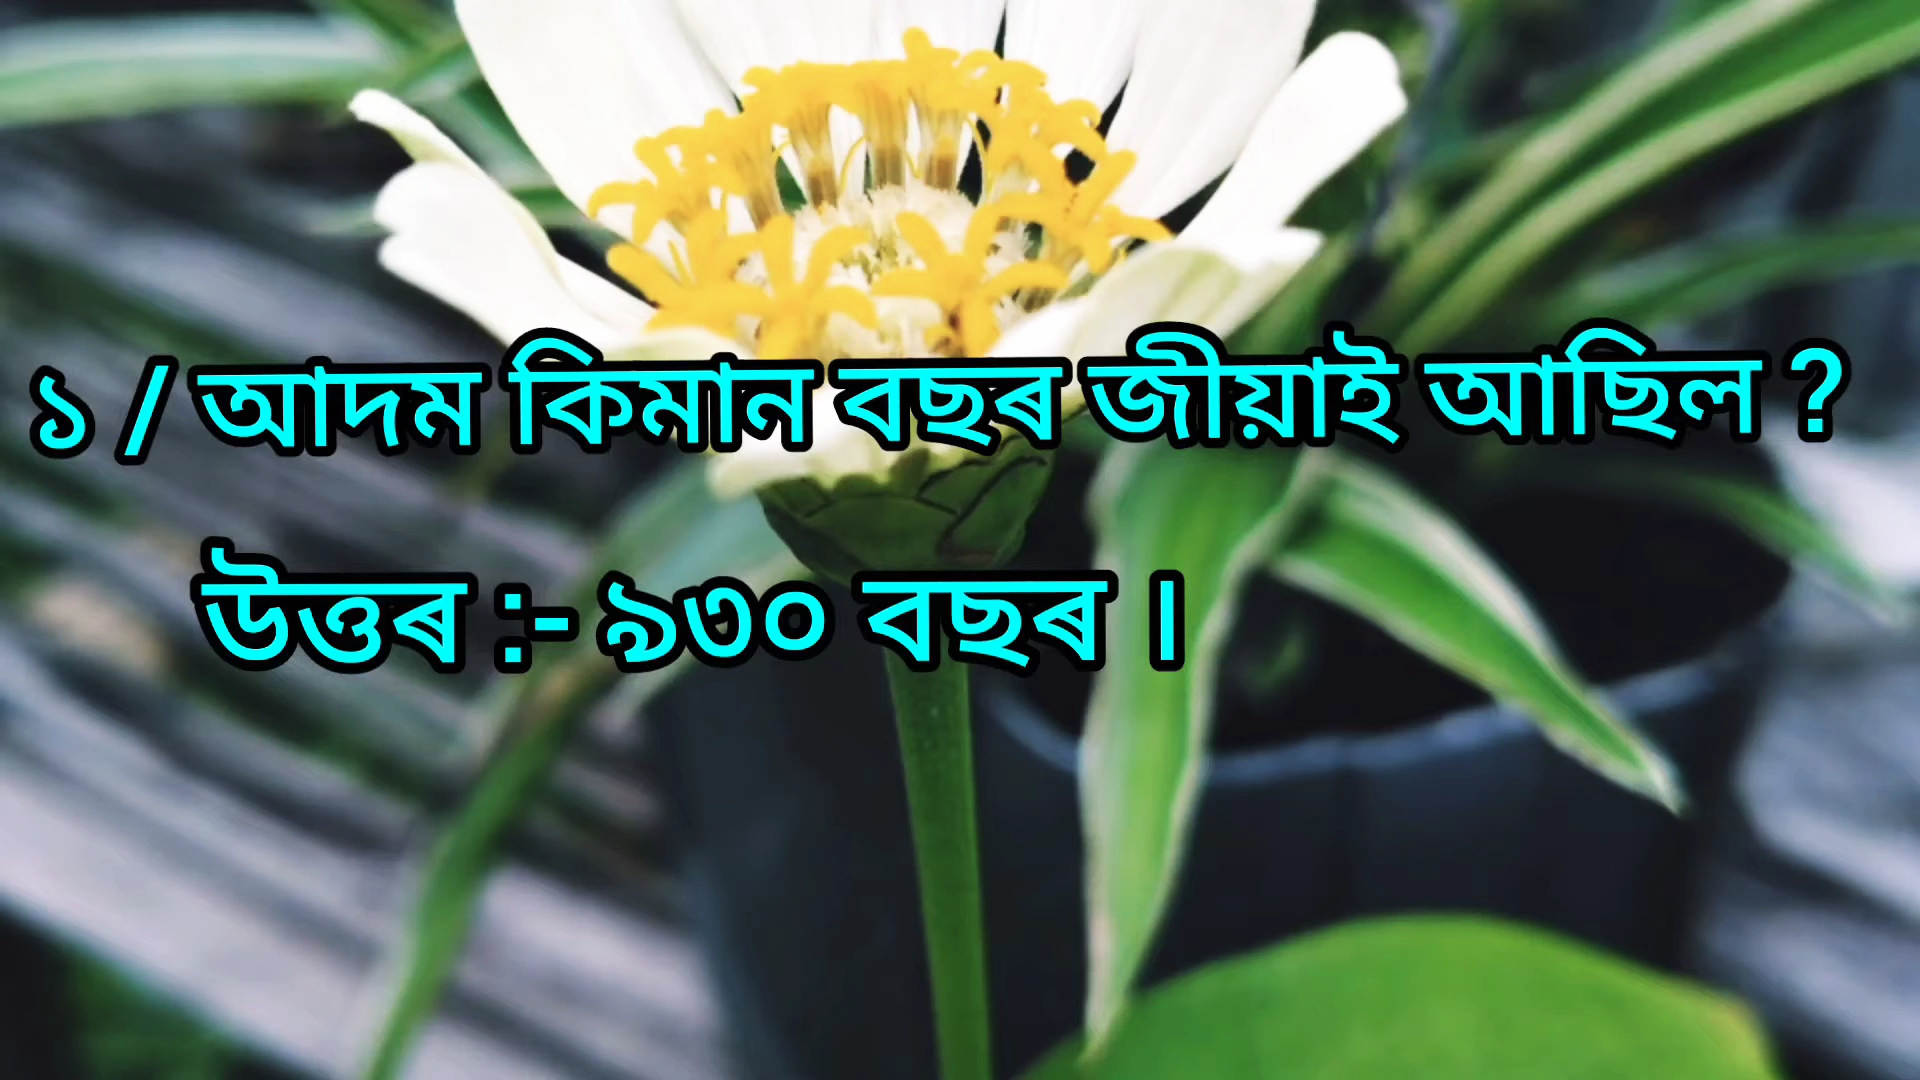 ১ / আদম কিমান বছৰ জীয়াই আছিল ?
উত্তৰ :- ৯৩০ বছৰ ।